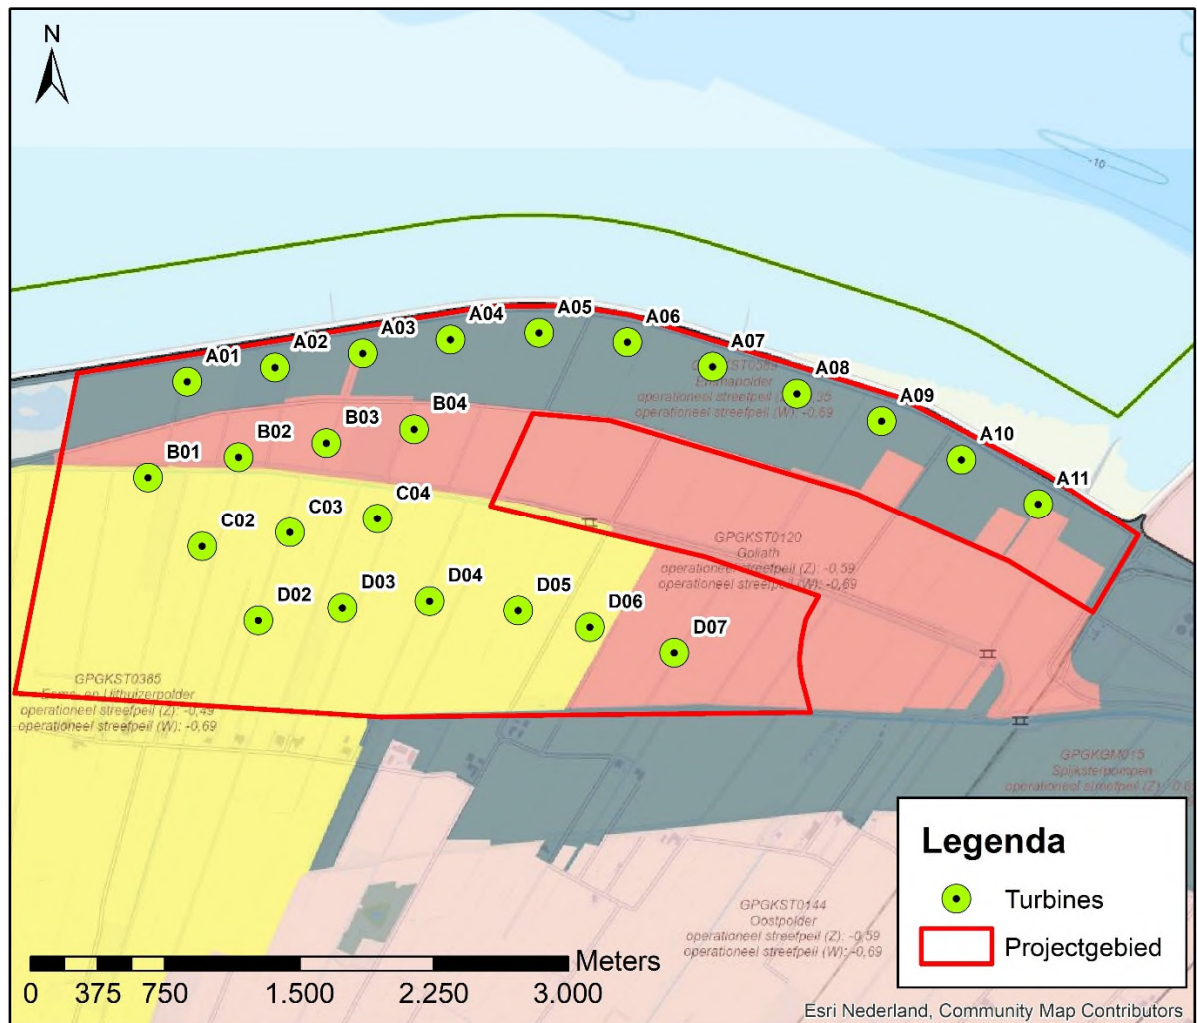 N
-10
A01
A02
A03
A04
A05
A06
A07
A08
A09
A10
A11
B01
B02
B03
B04
C02
C03
C04
D02
D03
D04
D05
D06
D07
Emmapolder
operationeel streefpeil (W): -0,69
GPGKST0120
Goliath
operationeel streefpeil (Z): -0,59
operationeel streefpeil (W): -0,69
GPGKST0385
Eems- en Uithuizerpolder
operationeel streefpeil (Z): -0,49
operationeel streefpeil (W): -0,69
GPGKGM015
Spijksterpompen
operationeel streefpeil (Z):
GPGKST0144
Oostpolder
operationeel streefpeil (Z): -0,59
operationeel streefpeil (W): -0,69
Legenda
Turbines
Projectgebied
Meters
0 375 750 1.500 2.250 3.000
Esri Nederland, Community Map Contributors